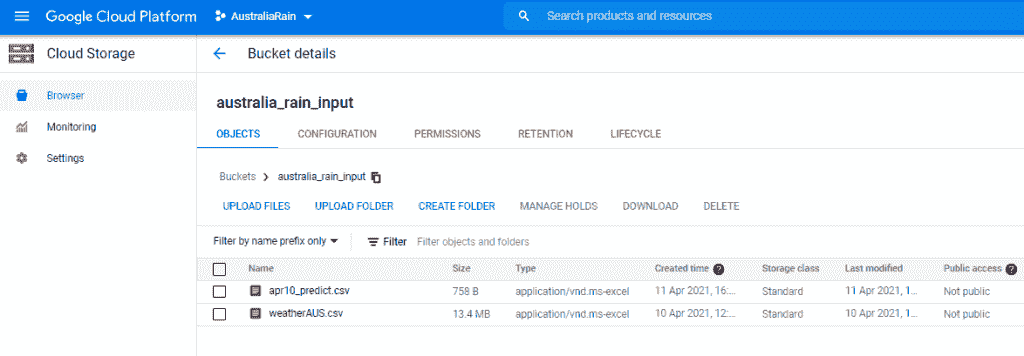 Google Cloud Platform AustraliaRain Search products and resources
Cloud Storage Bucket details
Browser
Monitoring
Settings
australia_rain_input
OBJECTS CONFIGURATION PERMISSIONS RETENTION LIFECYCLE
Buckets > australia_rain_input
UPLOAD FILES UPLOAD FOLDER CREATE FOLDER MANAGE HOLDS DOWNLOAD DELETE
Filter by name prefix only Filter Filter objects and folders
Name Size Type Created time ? Storage class Last modified Public access ?
apr10_predict.csv 758 B application/vnd.ms-excel 11 Apr 2021, 16:... Standard 11 Apr 2021, 1... Not public
weatherAUS.csv 13.4 MB application/vnd.ms-excel 10 Apr 2021, 12:... Standard 10 Apr 2021, 1... Not public